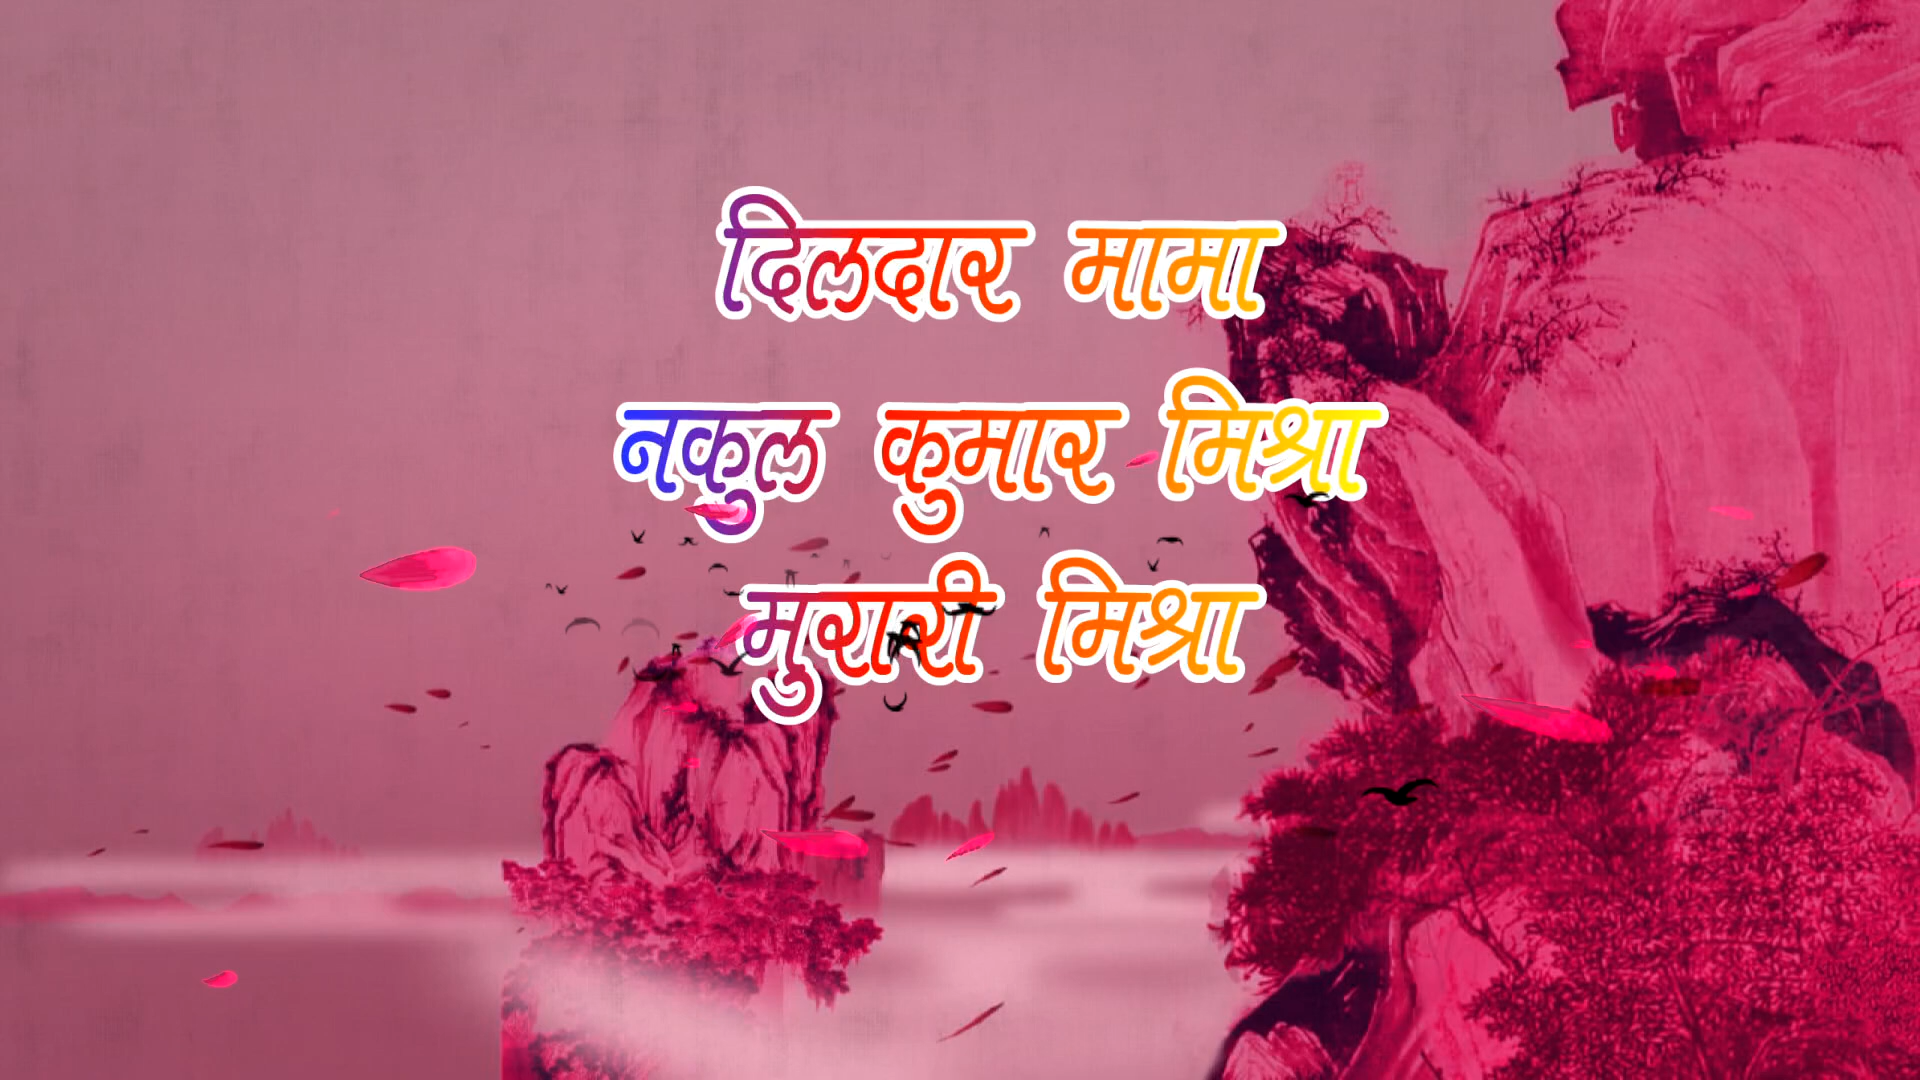 दिलदार मामा
नकुल कुमार मिश्रा
मुरारी मिश्रा